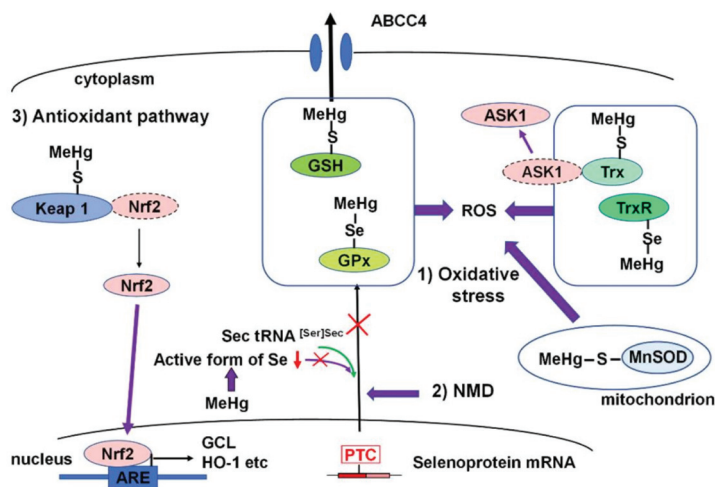 ABCC4
cytoplasm
3) Antioxidant pathway
MeHg
S
Keap 1
Nrf2
Nrf2
MeHg
S
GSH
MeHg
Se
GPx
ROS
ASK1
ASK1
MeHg
S
Trx
TrxR
Se
MeHg
1) Oxidative
stress
MeHg–S–MnSOD
mitochondrion
Sec tRNA [Ser]Sec
Active form of Se
MeHg
2) NMD
nucleus
Nrf2
ARE
GCL
HO-1 etc
PTC
Selenoprotein mRNA